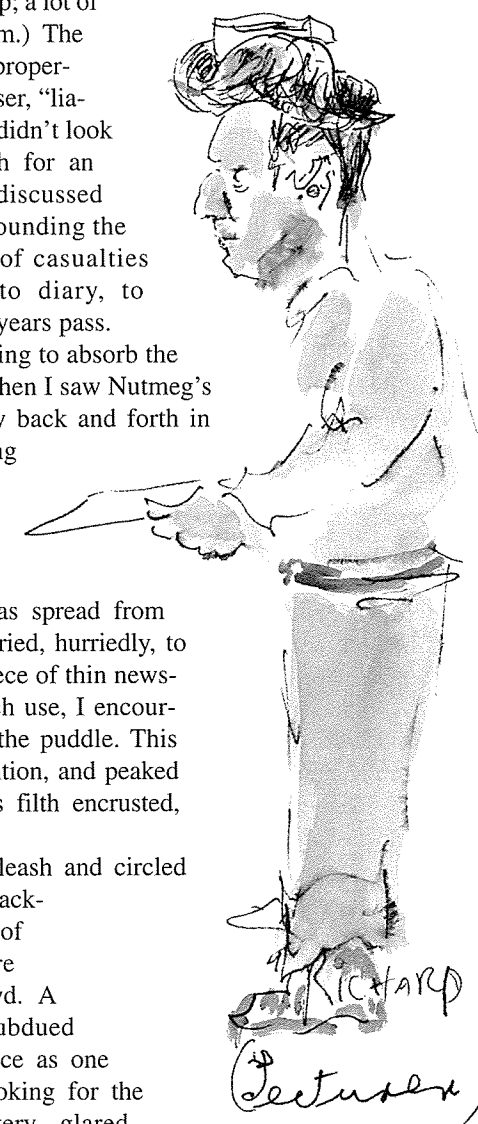 p; a lot of
m.) The
proper-
ser, “lia-
didn’t look
h for an
discussed
ounding the
of casualties
to diary, to
years pass.
ing to absorb the
hen I saw Nutmeg’s
y back and forth in
ng
as spread from
ried, hurriedly, to
ece of thin news-
h use, I encour-
the puddle. This
tion, and peaked
s filth encrusted,
leash and circled
ack-
of
re
d. A
ubdued
ce as one
oking for the
ery glared
RICHARD
(Lecturer)